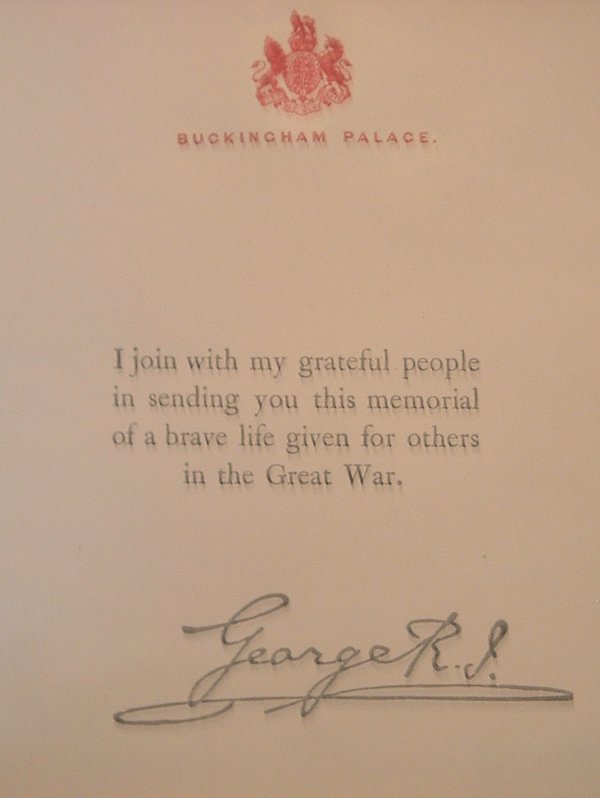 BUCKINGHAM PALACE.
I join with my grateful people
in sending you this memorial
of a brave life given for others
in the Great War.
George R.I.